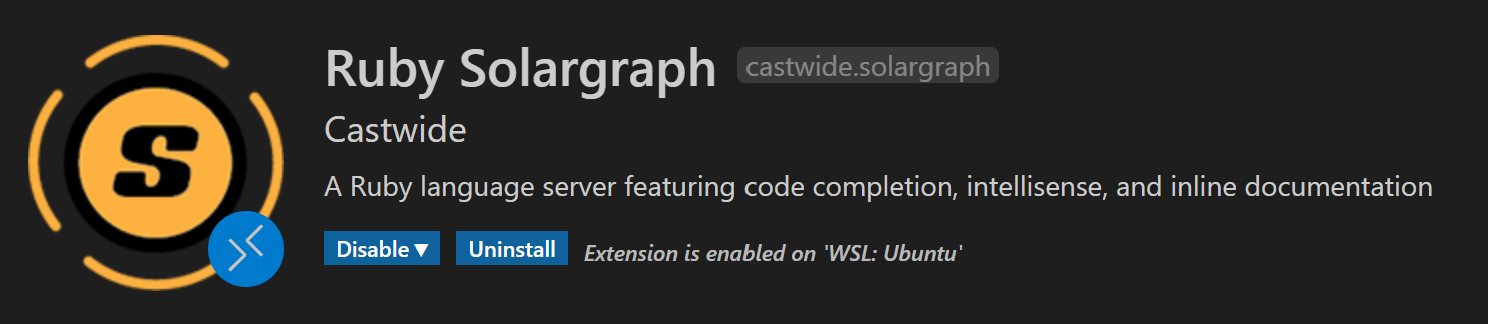 S
Ruby Solargraph castwide.solargraph
Castwide
A Ruby language server featuring code completion, intellisense, and inline documentation
Disable▼ Uninstall Extension is enabled on 'WSL: Ubuntu'